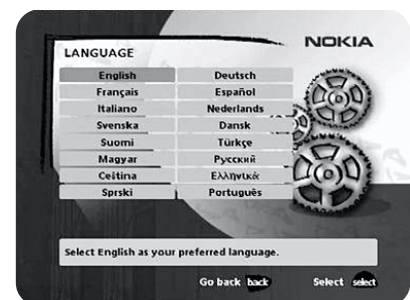 NOKIA
LANGUAGE
English Deutsch
Français Español
Italiano Nederlands
Svenska Dansk
Suomi Türkçe
Magyar Русский
Ceština Ελληνικά
Sprski Português
Select English as your preferred language.
Go back back Select select